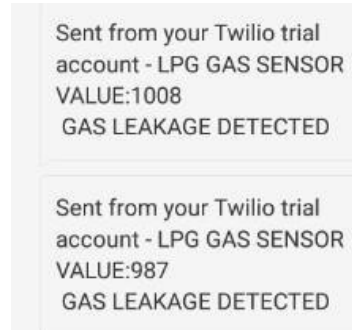 Sent from your Twilio trial
account - LPG GAS SENSOR
VALUE:1008
GAS LEAKAGE DETECTED
Sent from your Twilio trial
account - LPG GAS SENSOR
VALUE:987
GAS LEAKAGE DETECTED